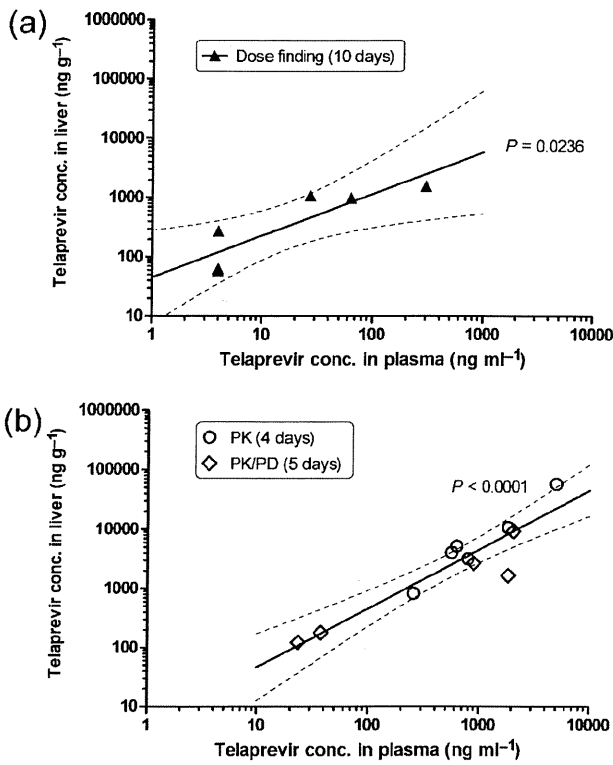 (a)
Telaprevir conc. in liver (ng g⁻¹)
1000000
100000
10000
1000
100
10
Dose finding (10 days)
P = 0.0236
1 10 100 1000 10000
Telaprevir conc. in plasma (ng ml⁻¹)
(b)
Telaprevir conc. in liver (ng g⁻¹)
1000000
100000
10000
1000
100
10
PK (4 days)
PK/PD (5 days)
P < 0.0001
1 10 100 1000 10000
Telaprevir conc. in plasma (ng ml⁻¹)